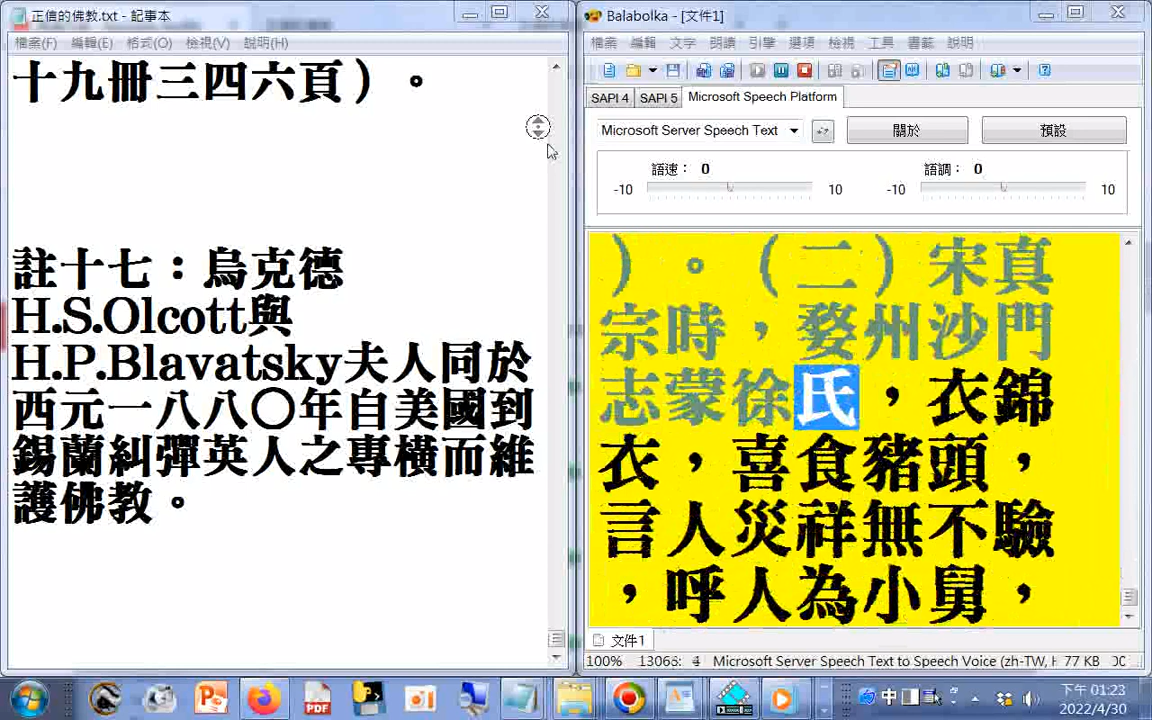 正信的佛教.txt - 記事本
檔案(F) 編輯(E) 格式(O) 檢視(V) 說明(H)
十九冊三四六頁）。
註十七：烏克德
H.S.Olcott與
H.P.Blavatsky夫人同於
西元一八八〇年自美國到
錫蘭糾彈英人之專橫而維
護佛教。
Balabolka - [文件1]
檔案 編輯 文字 朗讀 引擎 選項 檢視 工具 書籤 說明
SAPI 4 SAPI 5 Microsoft Speech Platform
Microsoft Server Speech Text 關於 預設
語速： 0 語調： 0
-10 10 -10 10
）。（二）宋真
宗時，婺州沙門
志蒙徐氏，衣錦
衣，喜食豬頭，
言人災祥無不驗
，呼人為小舅，
文件1
100% 13063: 4 Microsoft Server Speech Text to Speech Voice (zh-TW, H 77 KB
中
下午 01:23
2022/4/30